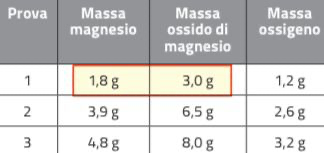 Prova Massa magnesio Massa ossido di magnesio Massa ossigeno
1 1,8 g 3,0 g 1,2 g
2 3,9 g 6,5 g 2,6 g
3 4,8 g 8,0 g 3,2 g